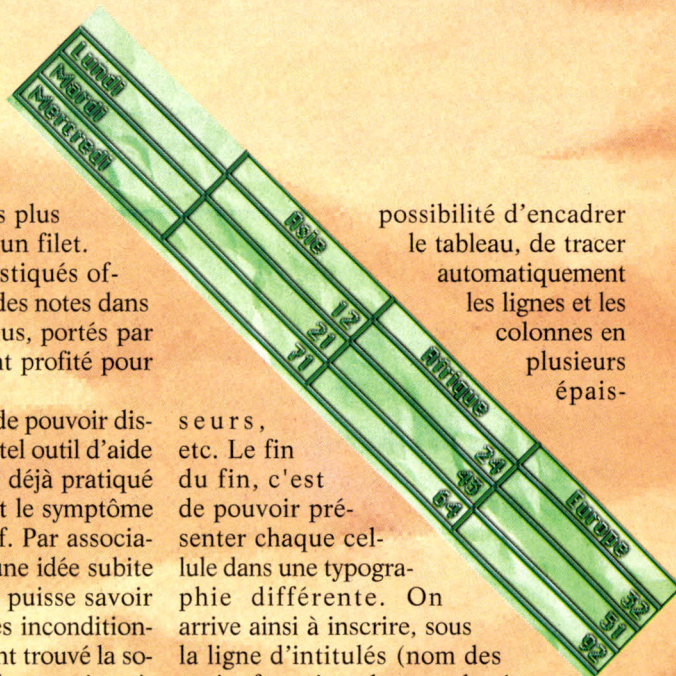 Asie Afrique Europe
Lundi 12 24 32
Mardi 21 45 51
Mercredi 71 64 92
s plus
un filet.
stiqués of-
des notes dans
us, portés par
nt profité pour
de pouvoir dis-
tel outil d'aide
déjà pratiqué
t le symptôme
f. Par associa-
une idée subite
puisse savoir
es incondition-
nt trouvé la so-
possibilité d'encadrer
le tableau, de tracer
automatiquement
les lignes et les
colonnes en
plusieurs
épais-
seurs,
etc. Le fin
du fin, c'est
de pouvoir pré-
senter chaque cel-
lule dans une typogra-
phie différente. On
arrive ainsi à inscrire, sous
la ligne d'intitulés (nom des